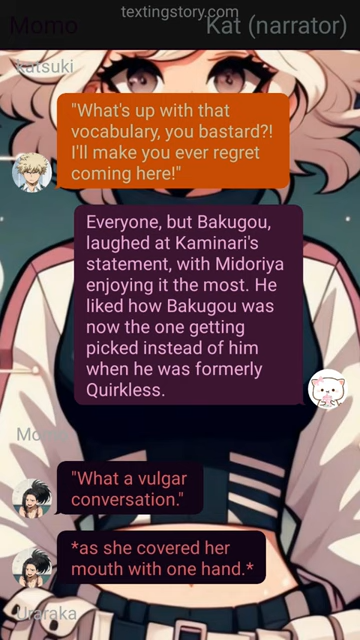 textingstory.com
Momo Kat (narrator)
Katsuki
"What's up with that
vocabulary, you bastard?!
I'll make you ever regret
coming here!"
Everyone, but Bakugou,
laughed at Kaminari's
statement, with Midoriya
enjoying it the most. He
liked how Bakugou was
now the one getting
picked instead of him
when he was formerly
Quirkless.
Momo
"What a vulgar
conversation."
*as she covered her
mouth with one hand.*
Uraraka